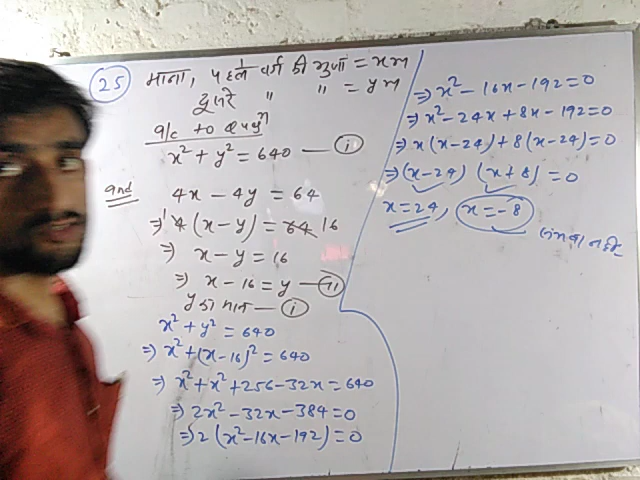 25 माना, पहले वर्ग की भुजा = x m
दूसरे " " = y m
a/c to
x² + y² = 640 — (i)
and 4x - 4y = 64
⇒ 4(x - y) = 64 16
⇒ x - y = 16
⇒ x - 16 = y — (ii)
y का मान — (i)
x² + y² = 640
⇒ x² + (x - 16)² = 640
⇒ x² + x² + 256 - 32x = 640
⇒ 2x² - 32x - 384 = 0
⇒ 2(x² - 16x - 192) = 0
⇒ x² - 16x - 192 = 0
⇒ x² - 24x + 8x - 192 = 0
⇒ x(x - 24) + 8(x - 24) = 0
⇒ (x - 24) (x + 8) = 0
x = 24, x = -8